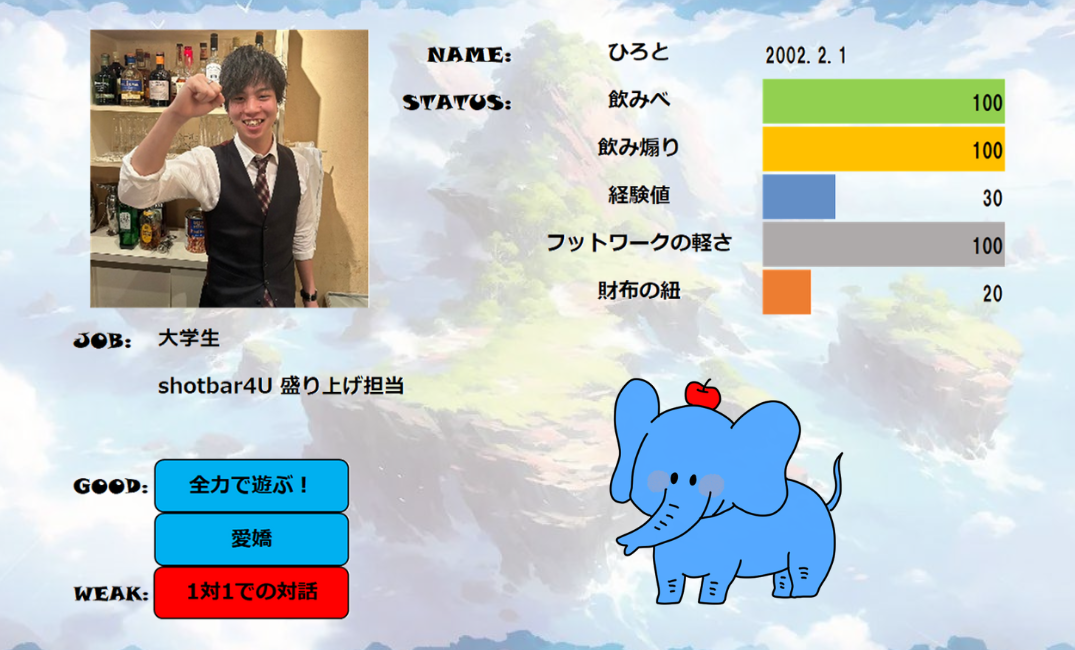 NAME: ひろと 2002.2.1
STATUS: 飲みべ 100
飲み煽り 100
経験値 30
フットワークの軽さ 100
財布の紐 20
JOB: 大学生
shotbar4U 盛り上げ担当
GOOD: 全力で遊ぶ！
愛嬌
WEAK: 1対1での対話